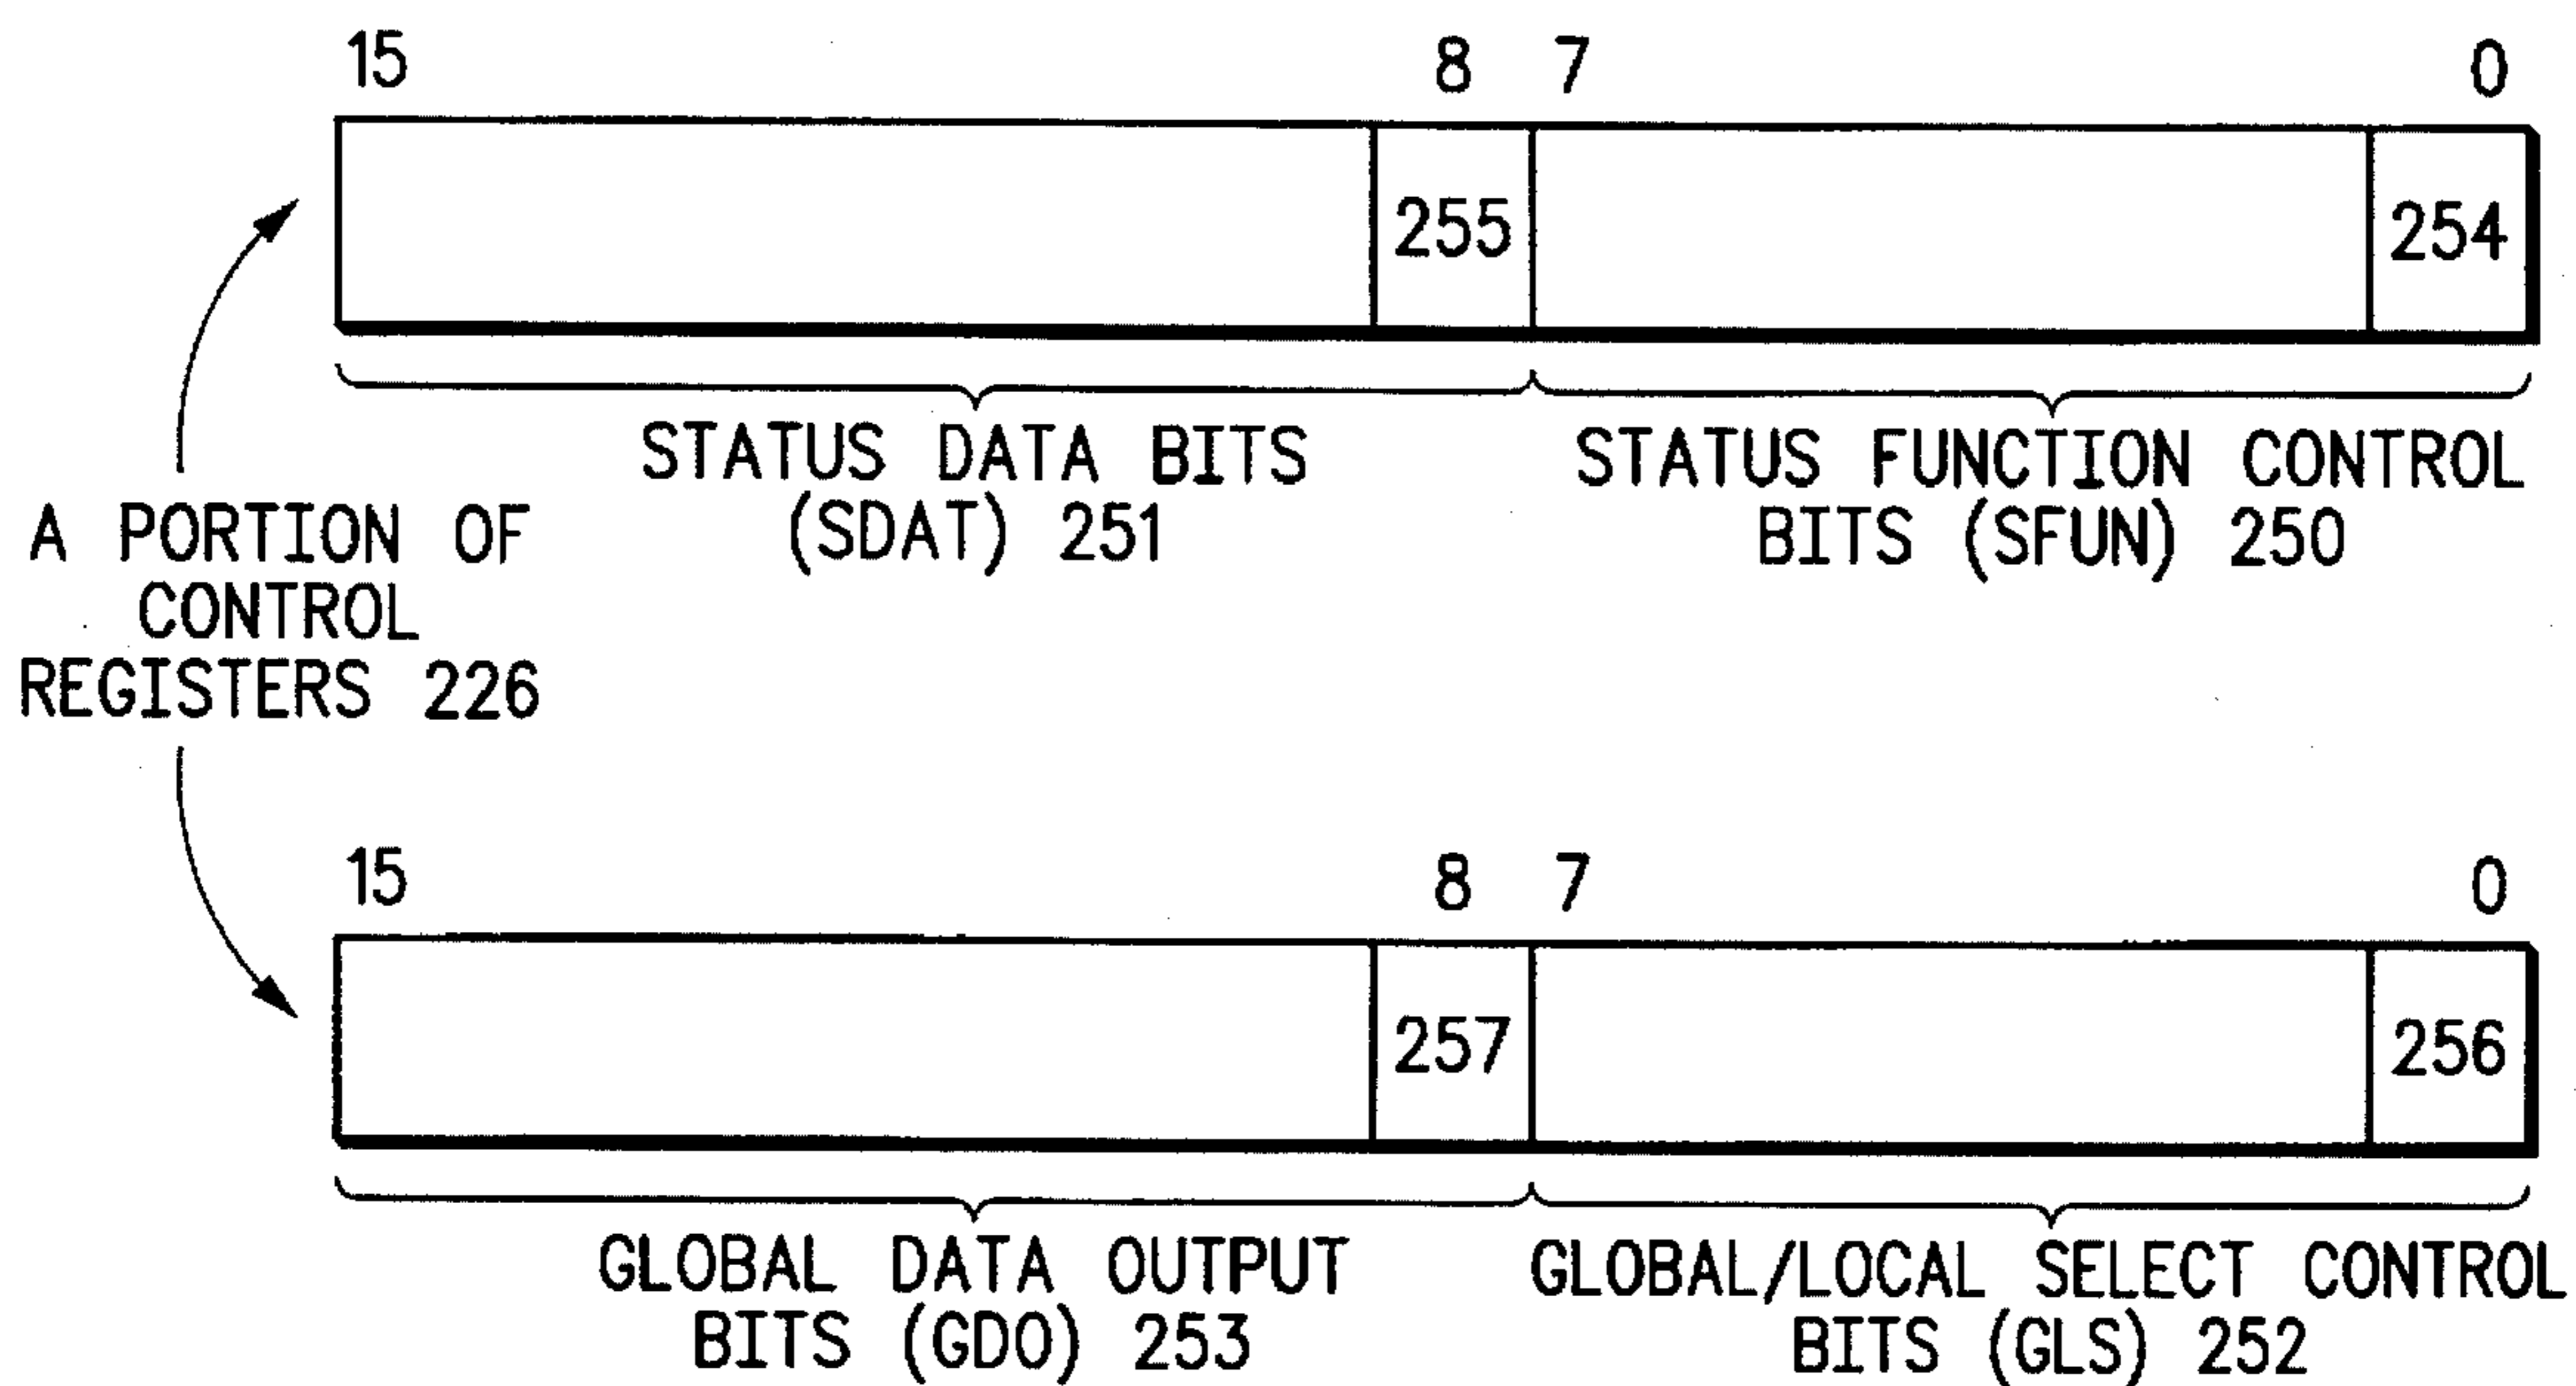 15 8 7 0
255 254
STATUS DATA BITS
(SDAT) 251
STATUS FUNCTION CONTROL
BITS (SFUN) 250
A PORTION OF
CONTROL
REGISTERS 226
15 8 7 0
257 256
GLOBAL DATA OUTPUT
BITS (GDO) 253
GLOBAL/LOCAL SELECT CONTROL
BITS (GLS) 252